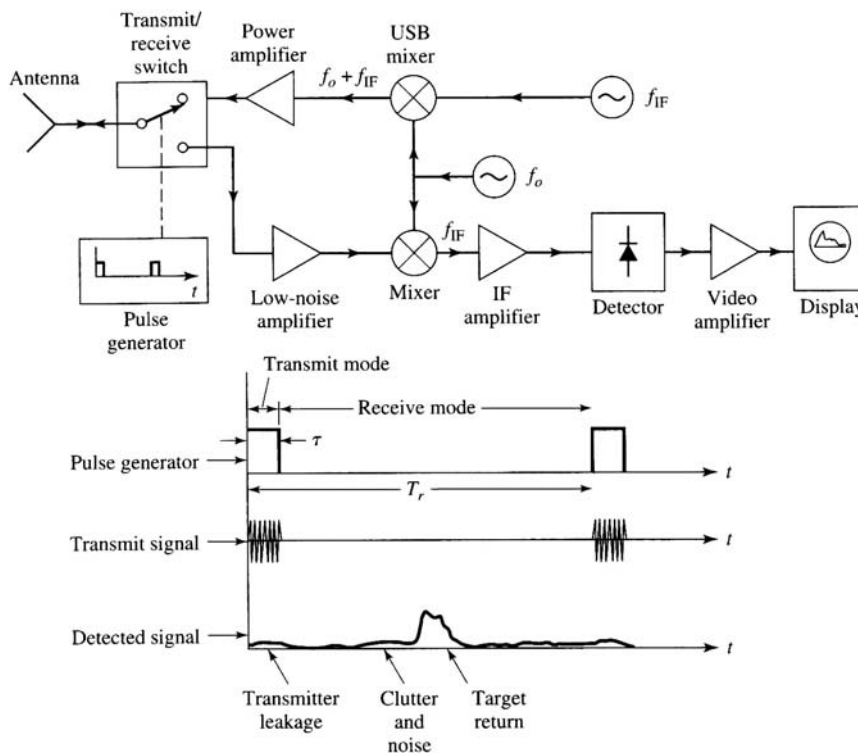 Transmit/
receive
switch
Antenna
Power
amplifier
f_o + f_IF
USB
mixer
f_IF
f_o
t
Pulse
generator
Low-noise
amplifier
Mixer
f_IF
IF
amplifier
Detector
Video
amplifier
Display
Transmit mode
Receive mode
τ
Pulse generator
t
T_r
Transmit signal
t
Detected signal
t
Transmitter
leakage
Clutter
and
noise
Target
return